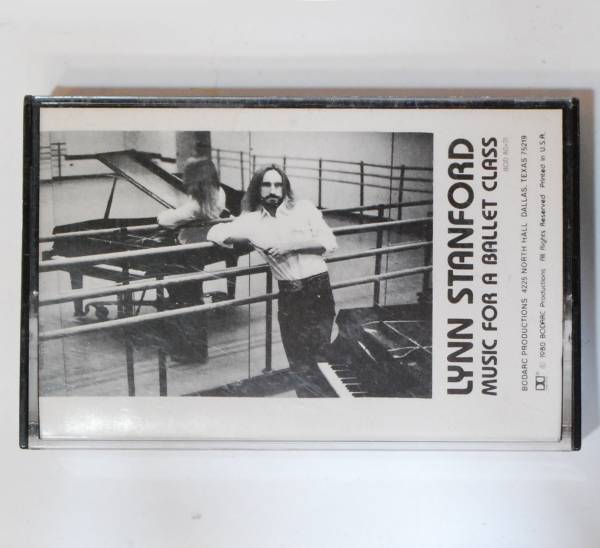 LYNN STANFORD
MUSIC FOR A BALLET CLASS
BODARC PRODUCTIONS 4225 NORTH HALL DALLAS, TEXAS 75219
© 1980 BODARC Productions All Rights Reserved Printed in U.S.A.